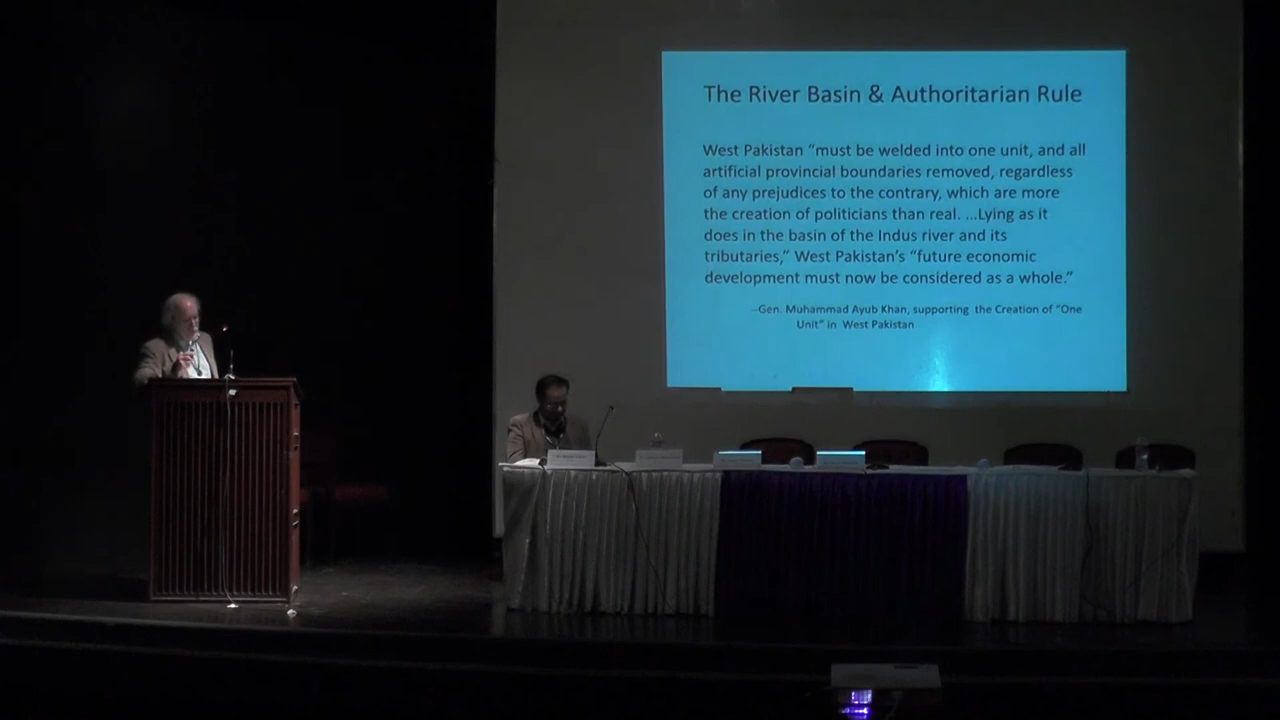 The River Basin & Authoritarian Rule
West Pakistan “must be welded into one unit, and all
artificial provincial boundaries removed, regardless
of any prejudices to the contrary, which are more
the creation of politicians than real. ...Lying as it
does in the basin of the Indus river and its
tributaries,” West Pakistan’s “future economic
development must now be considered as a whole.”
--Gen. Muhammad Ayub Khan, supporting the Creation of “One
Unit” in West Pakistan